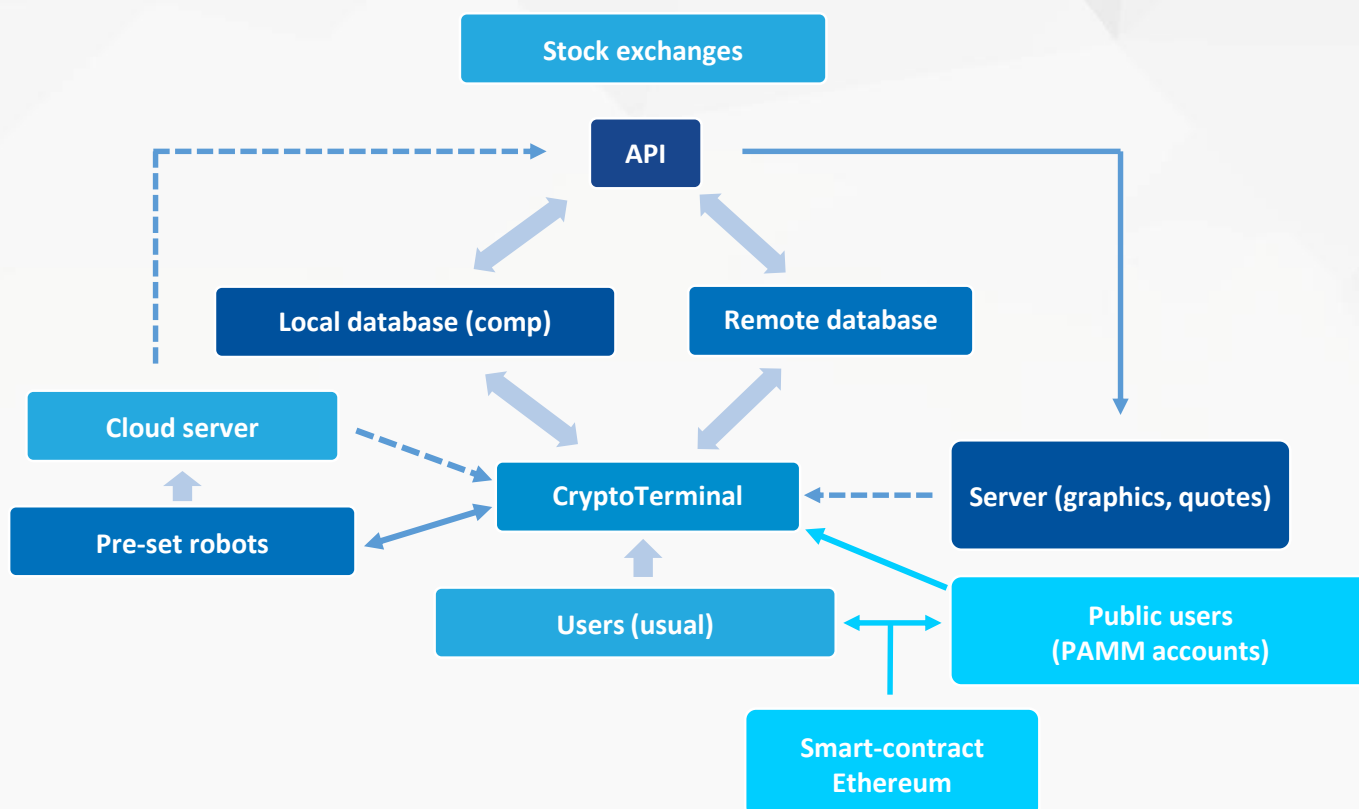 Stock exchanges
API
Local database (comp)
Remote database
Cloud server
CryptoTerminal
Server (graphics, quotes)
Pre-set robots
Users (usual)
Public users
(PAMM accounts)
Smart-contract
Ethereum